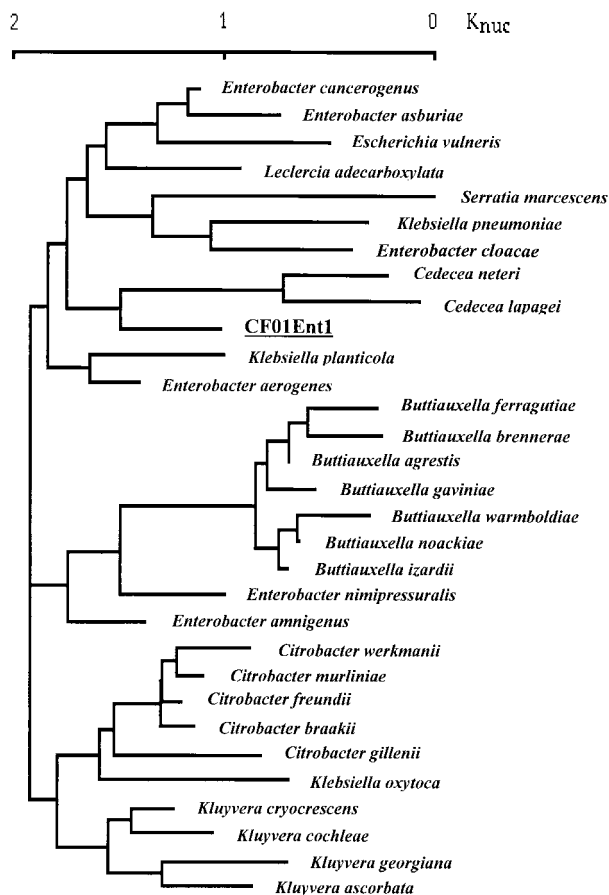 2 1 0 Knuc
Enterobacter cancerogenus
Enterobacter asburiae
Escherichia vulneris
Leclercia adecarboxylata
Serratia marcescens
Klebsiella pneumoniae
Enterobacter cloacae
Cedecea neteri
Cedecea lapagei
CF01Ent1
Klebsiella planticola
Enterobacter aerogenes
Buttiauxella ferragutiae
Buttiauxella brennerae
Buttiauxella agrestis
Buttiauxella gaviniae
Buttiauxella warmboldiae
Buttiauxella noackiae
Buttiauxella izardii
Enterobacter nimipressuralis
Enterobacter amnigenus
Citrobacter werkmanii
Citrobacter murliniae
Citrobacter freundii
Citrobacter braakii
Citrobacter gillenii
Klebsiella oxytoca
Kluyvera cryocrescens
Kluyvera cochleae
Kluyvera georgiana
Kluyvera ascorbata